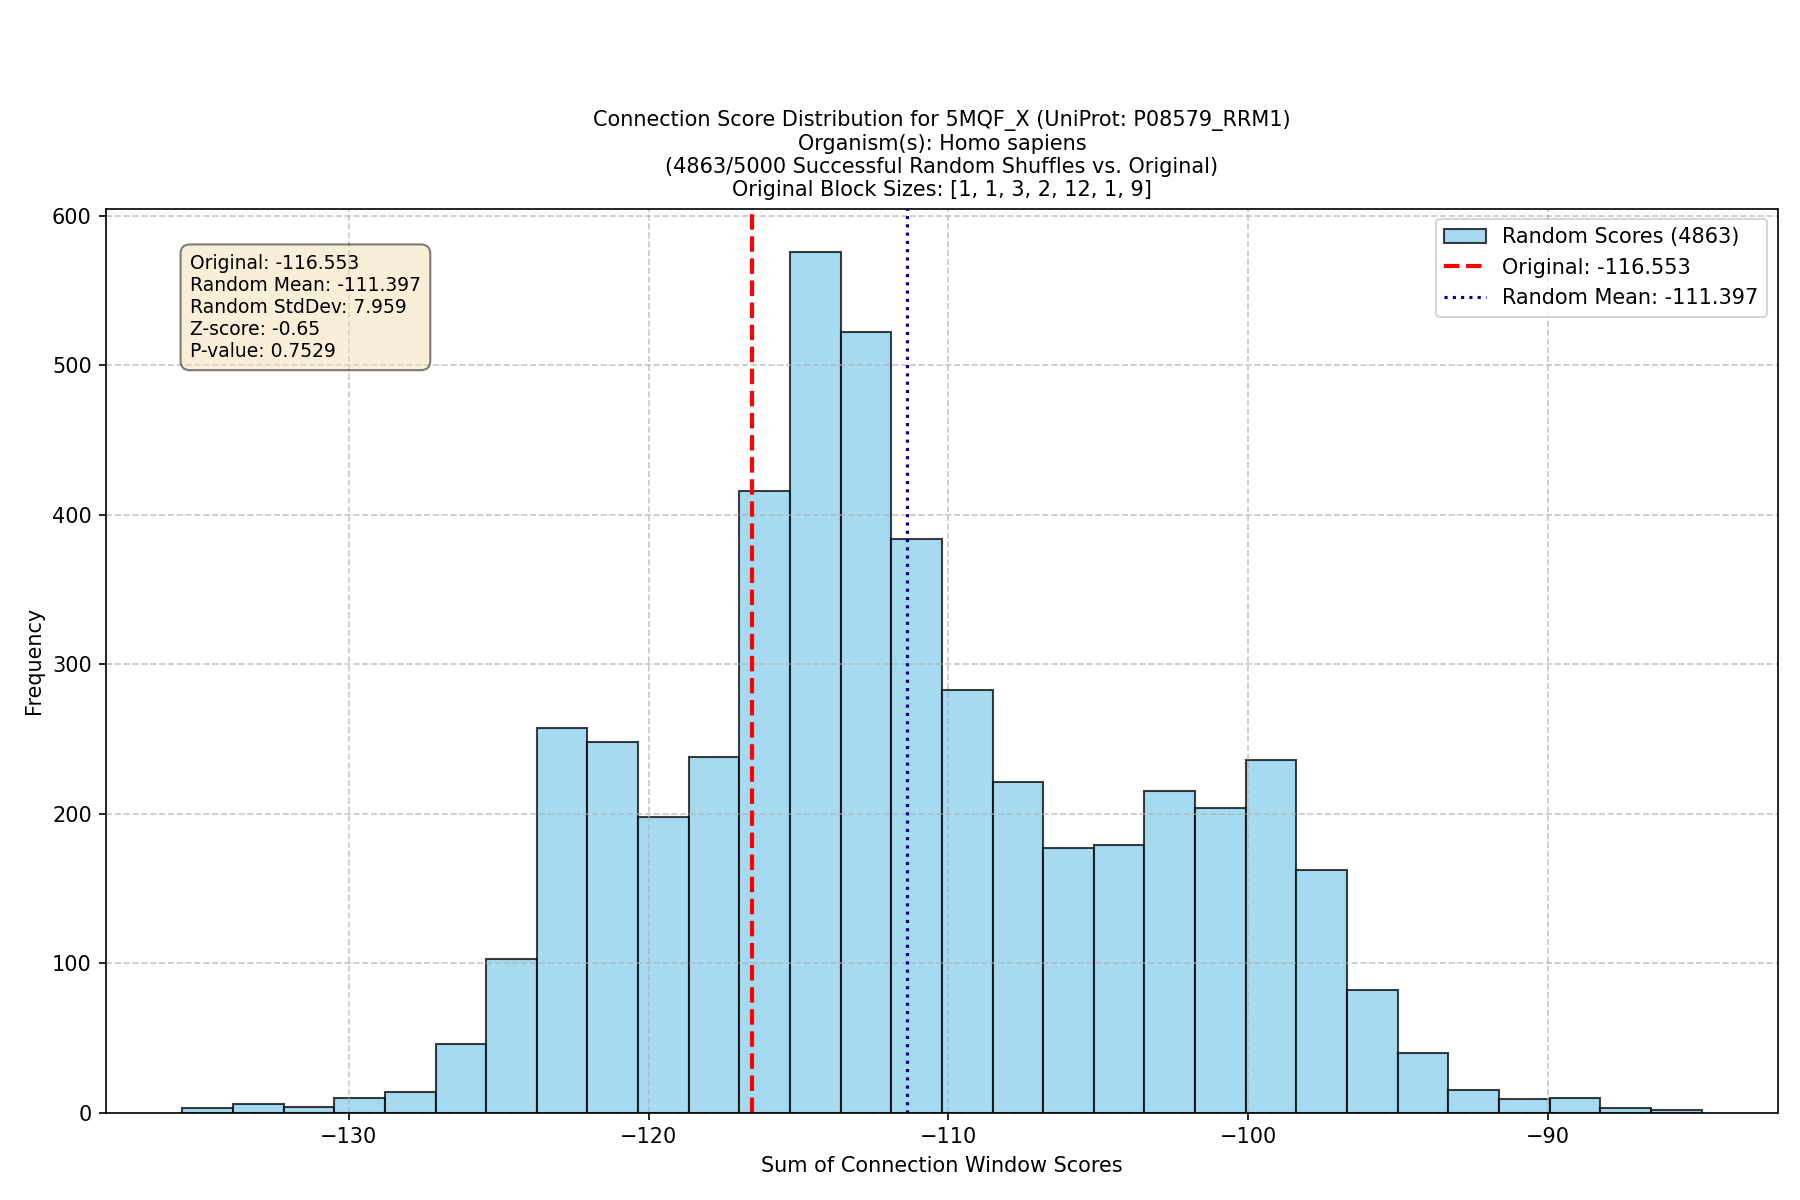 Connection Score Distribution for 5MQF_X (UniProt: P08579_RRM1)
Organism(s): Homo sapiens
(4863/5000 Successful Random Shuffles vs. Original)
Original Block Sizes: [1, 1, 3, 2, 12, 1, 9]
Original: -116.553
Random Mean: -111.397
Random StdDev: 7.959
Z-score: -0.65
P-value: 0.7529
Random Scores (4863)
Original: -116.553
Random Mean: -111.397
Frequency
600
500
400
300
200
100
0
−130
−120
−110
−100
−90
Sum of Connection Window Scores